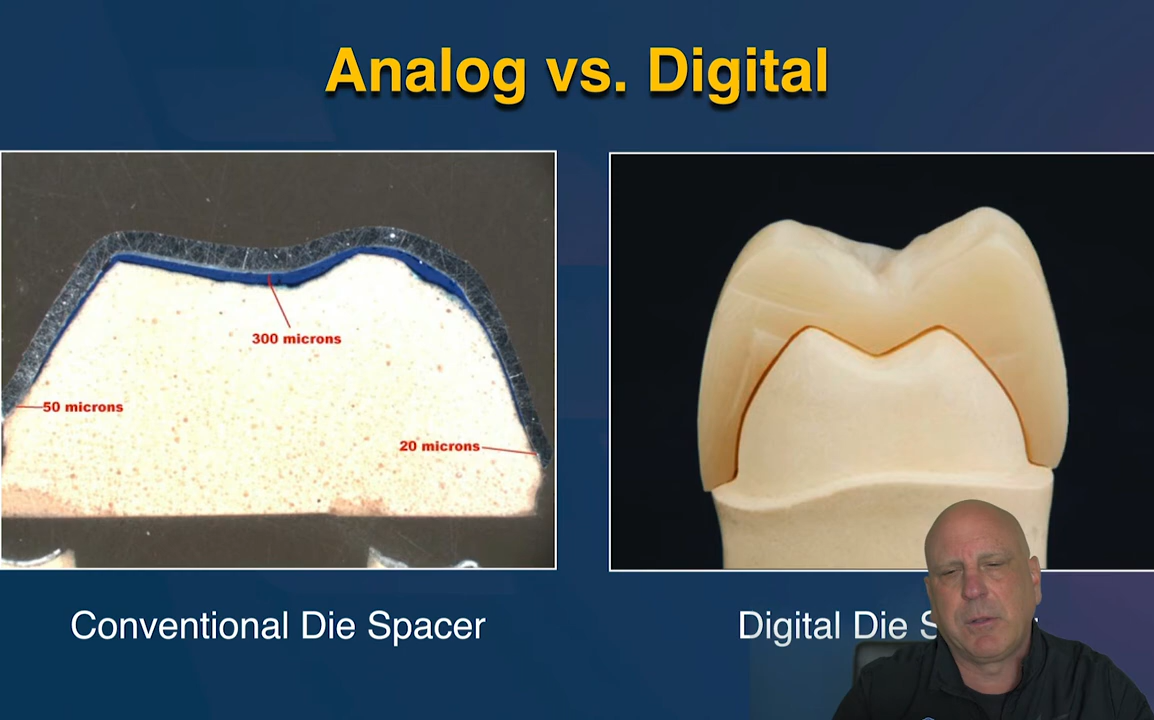 Analog vs. Digital
300 microns
50 microns
20 microns
Conventional Die Spacer
Digital Die